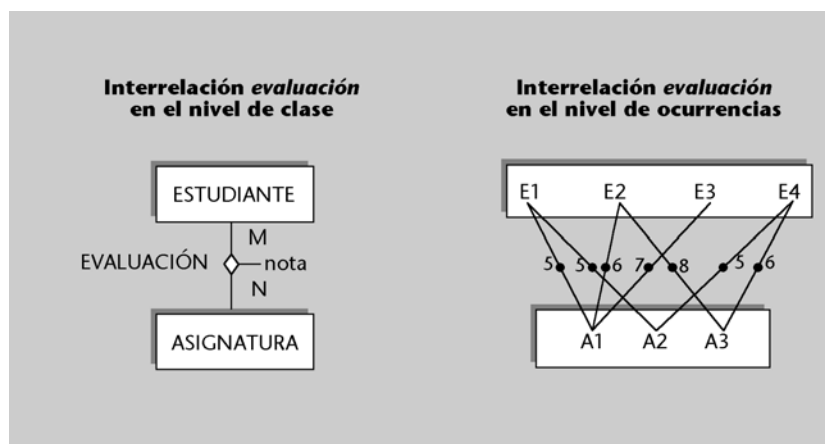 Interrelación evaluación
en el nivel de clase
ESTUDIANTE
M
EVALUACIÓN
nota
N
ASIGNATURA
Interrelación evaluación
en el nivel de ocurrencias
E1 E2 E3 E4
5 5 6 7 8 5 6
A1 A2 A3